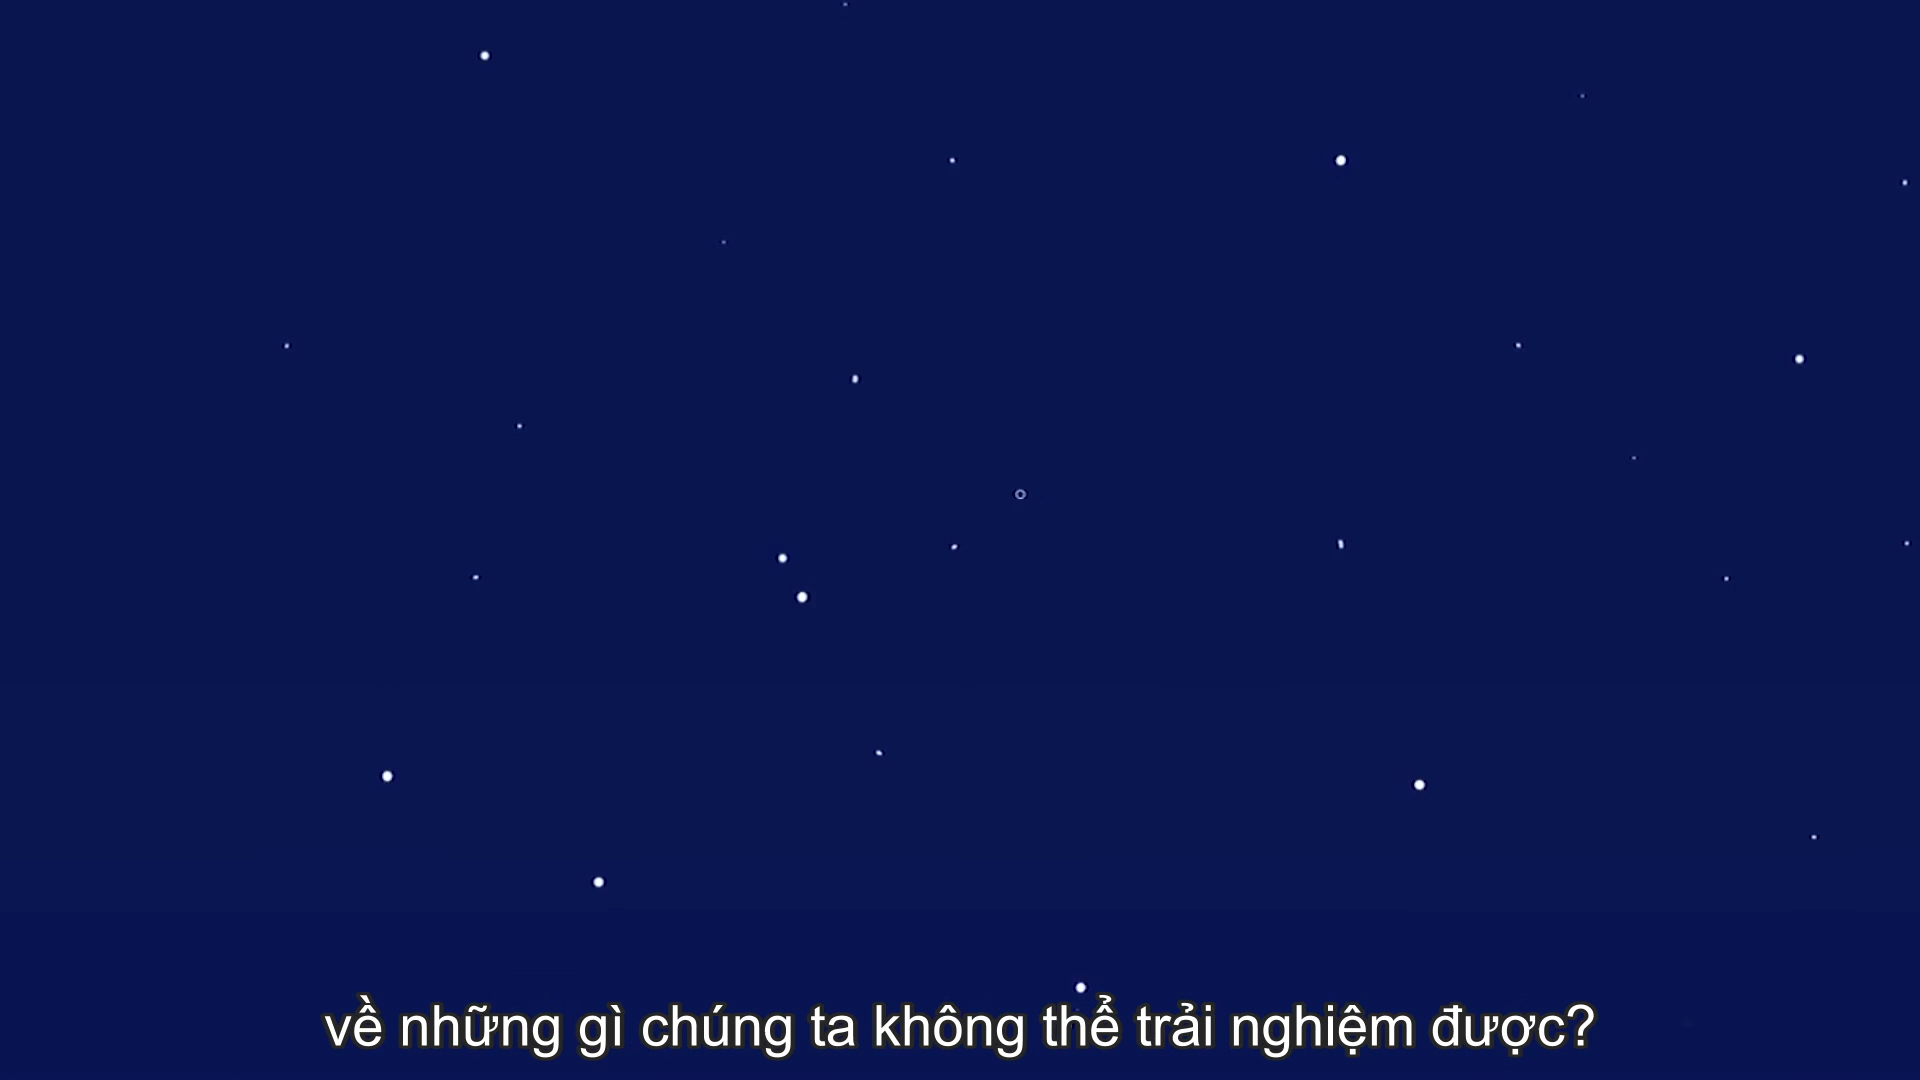 về những gì chúng ta không thể trải nghiệm được?